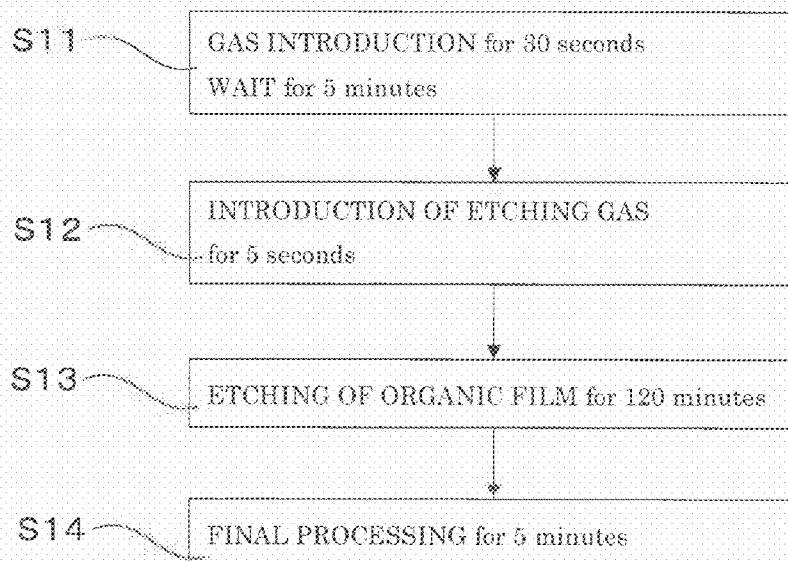 S11
GAS INTRODUCTION for 30 seconds
WAIT for 5 minutes
S12
INTRODUCTION OF ETCHING GAS
for 5 seconds
S13
ETCHING OF ORGANIC FILM for 120 minutes
S14
FINAL PROCESSING for 5 minutes